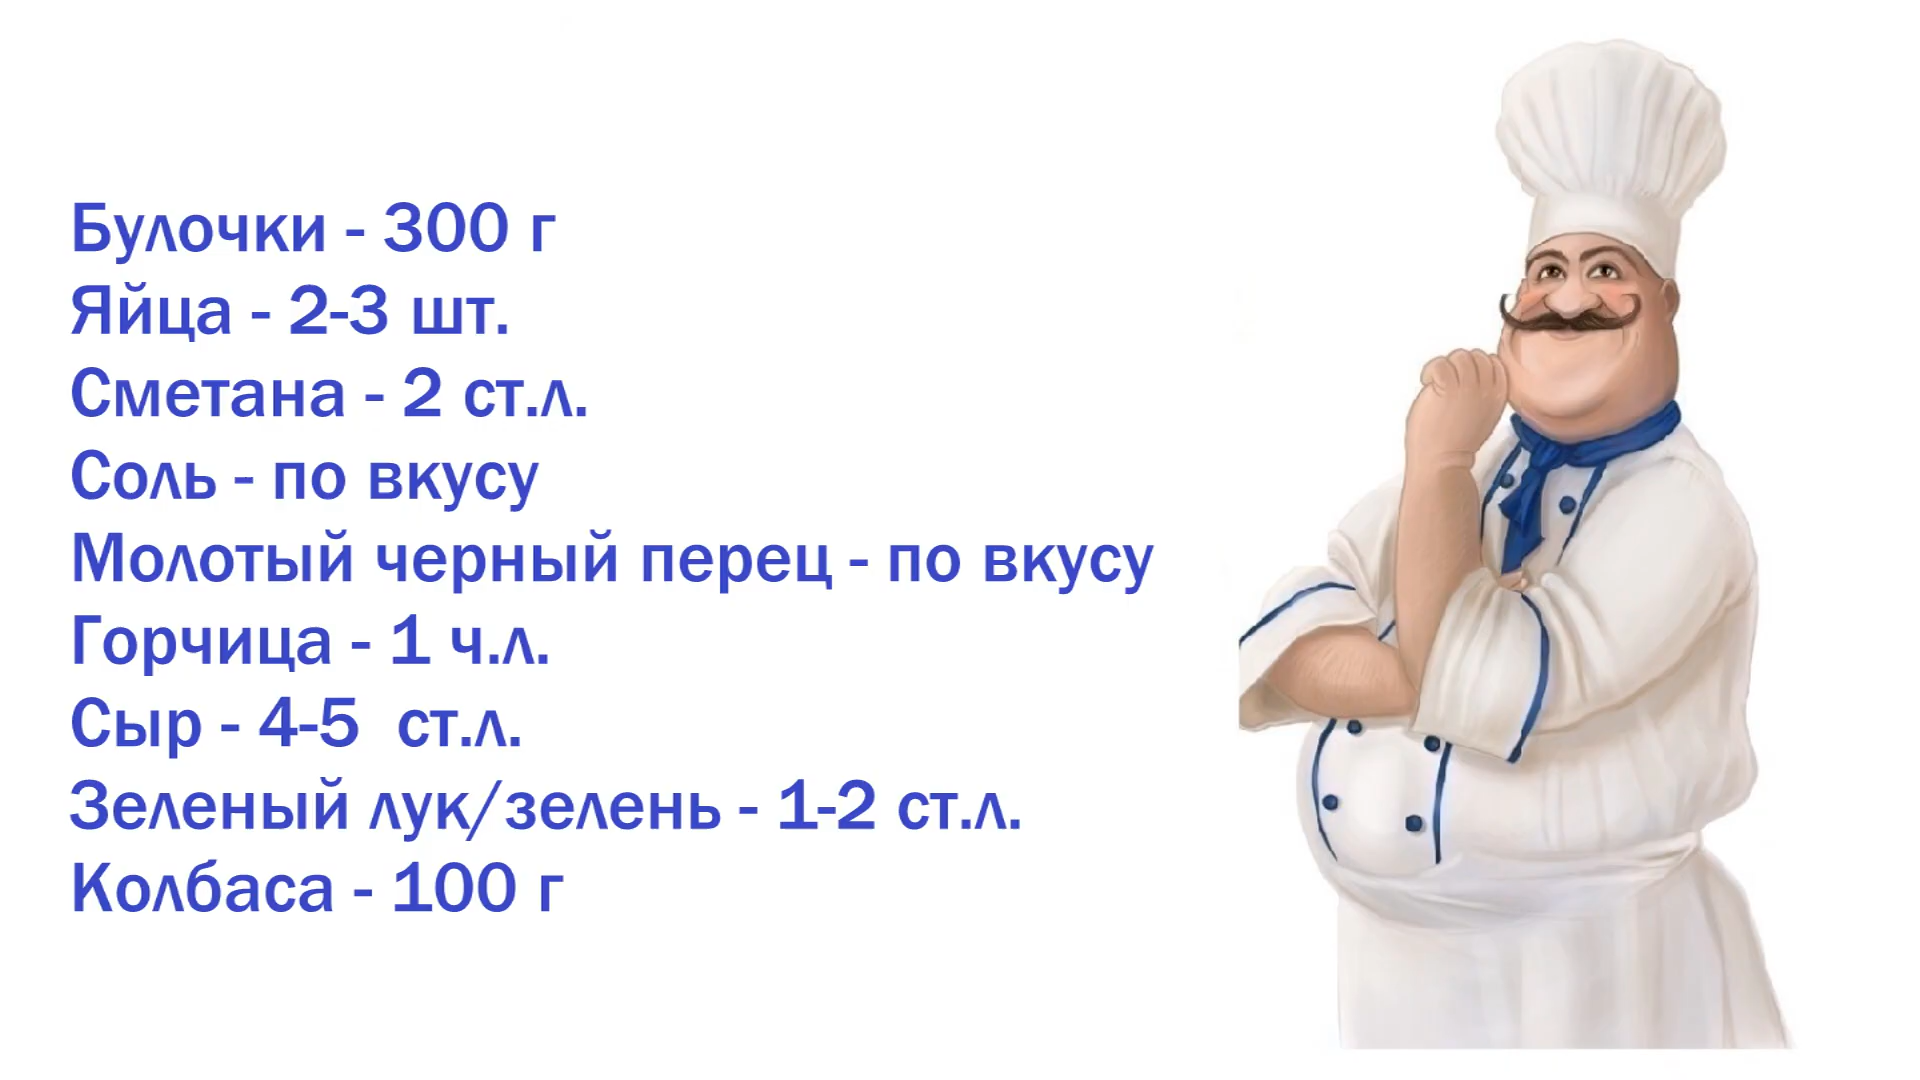 Булочки - 300 г
Яйца - 2-3 шт.
Сметана - 2 ст.л.
Соль - по вкусу
Молотый черный перец - по вкусу
Горчица - 1 ч.л.
Сыр - 4-5  ст.л.
Зеленый лук/зелень - 1-2 ст.л.
Колбаса - 100 г